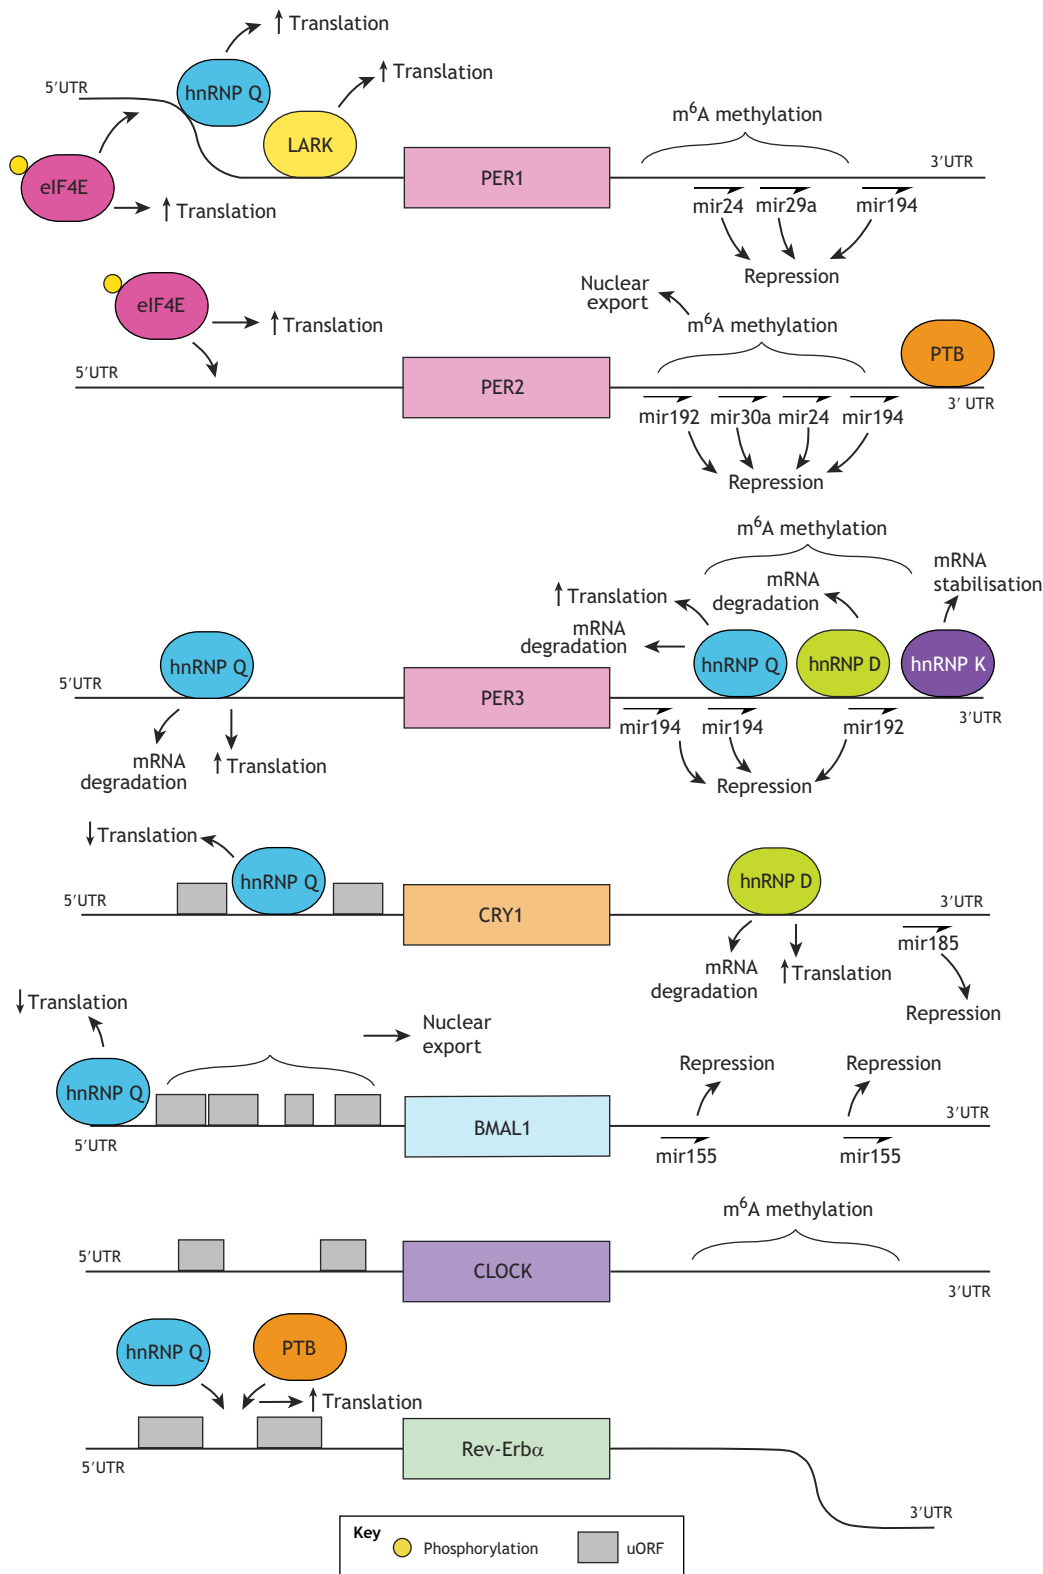 ↑ Translation
5′UTR
hnRNP Q
↑ Translation
LARK
m⁶A methylation
eIF4E
PER1
3′UTR
↑ Translation
mir24
mir29a
mir194
Repression
eIF4E
↑ Translation
Nuclear
export
m⁶A methylation
PTB
5′UTR
PER2
3′ UTR
mir192
mir30a
mir24
mir194
Repression
m⁶A methylation
mRNA
stabilisation
↑ Translation
mRNA
degradation
mRNA
degradation
hnRNP Q
hnRNP Q
hnRNP D
hnRNP K
5′UTR
PER3
3′UTR
mir194
mir194
mir192
mRNA
degradation
↑ Translation
Repression
↓ Translation
hnRNP Q
hnRNP D
5′UTR
CRY1
3′UTR
mir185
mRNA
degradation
↑ Translation
Repression
↓ Translation
Nuclear
export
hnRNP Q
Repression
Repression
5′UTR
BMAL1
3′UTR
mir155
mir155
m⁶A methylation
5′UTR
CLOCK
3′UTR
hnRNP Q
PTB
↑ Translation
5′UTR
Rev-Erbα
3′UTR
Key
Phosphorylation
uORF